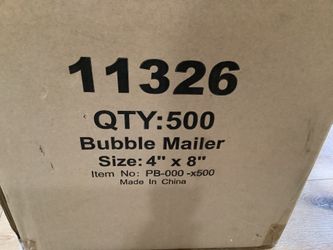 11326
QTY:500
Bubble Mailer
Size: 4" x 8"
Item No: PB-000 -x500
Made In China